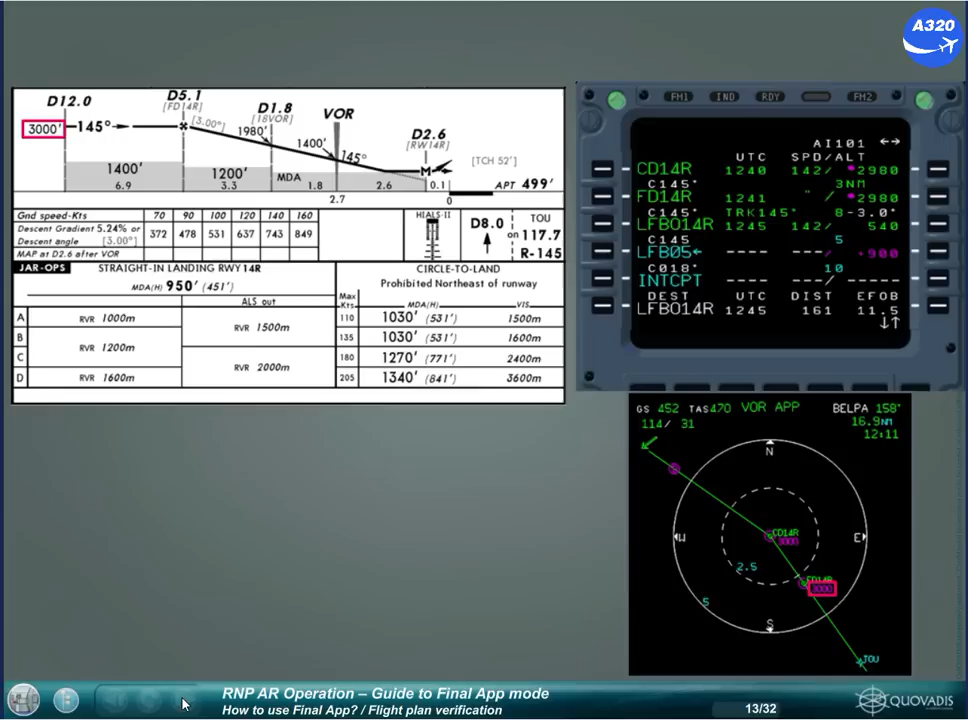 A320
D12.0
D5.1
[FD14R]
D1.8
[18VOR]
VOR
D2.6
[RW14R]
3000' 145°
[3.00°]
1980'
1400'
145°
M
[TCH 52']
1400'
1200'
MDA
6.9 3.3 1.8 2.6 0.1
APT 499'
2.7
0
Gnd speed-Kts 70 90 100 120 140 160
Descent Gradient 5.24% or
Descent angle [3.00°] 372 478 531 637 743 849
MAP at D2.6 after VOR
HIALS-II
D8.0
TOU
on 117.7
R-145
JAR-OPS STRAIGHT-IN LANDING RWY 14R
MDA(H) 950' (451')
ALS out
CIRCLE-TO-LAND
Prohibited Northeast of runway
Max Kts MDA(H) VIS
A RVR 1000m RVR 1500m 110 1030' (531') 1500m
B RVR 1200m 135 1030' (531') 1600m
C RVR 2000m 180 1270' (771') 2400m
D RVR 1600m 205 1340' (841') 3600m
FM1 IND RDY FM2
AI101
UTC SPD/ALT
CD14R 1240 142/ *2980
C145° 3NM
FD14R 1241 / *2980
C145° TRK145° 8-3.0°
LFBO14R 1245 142/ 540
C145 5
LFB05← ---- ---/ *900
C018° 10
INTCPT ---- ---/ -----
DEST UTC DIST EFOB
LFBO14R 1245 161 11.5
GS 452 TAS470 VOR APP BELPA 158°
114/ 31 16.9NM
12:11
N
W
E
S
CD14R
3000
2.5
FD14R
3000
5
TOU
RNP AR Operation – Guide to Final App mode
How to use Final App? / Flight plan verification
13/32
QUOVADIS